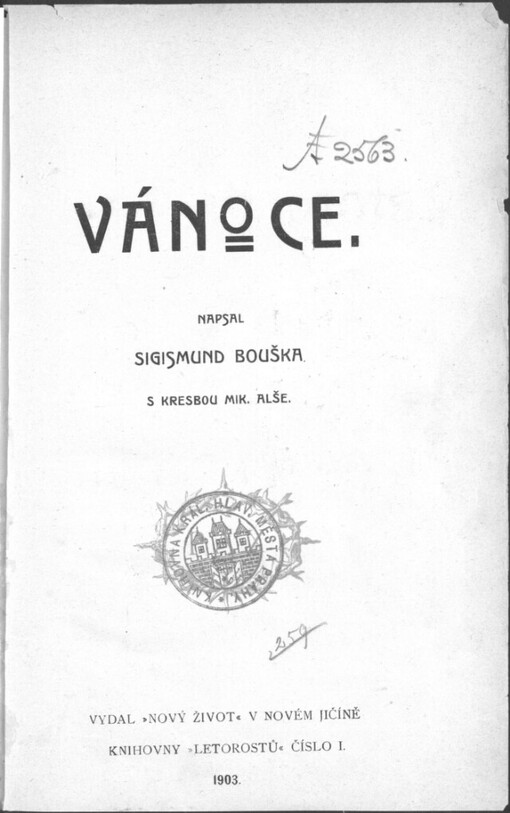 A 2563.
VÁNOCE.
NAPSAL
SIGISMUND BOUŠKA
S KRESBOU MIK. ALŠE.
KNIHOVNA KRÁL. HLAV. MĚSTA PRAHY
259
VYDAL »NOVÝ ŽIVOT« V NOVÉM JIČÍNĚ
KNIHOVNY »LETOROSTŮ« ČÍSLO I.
1903.